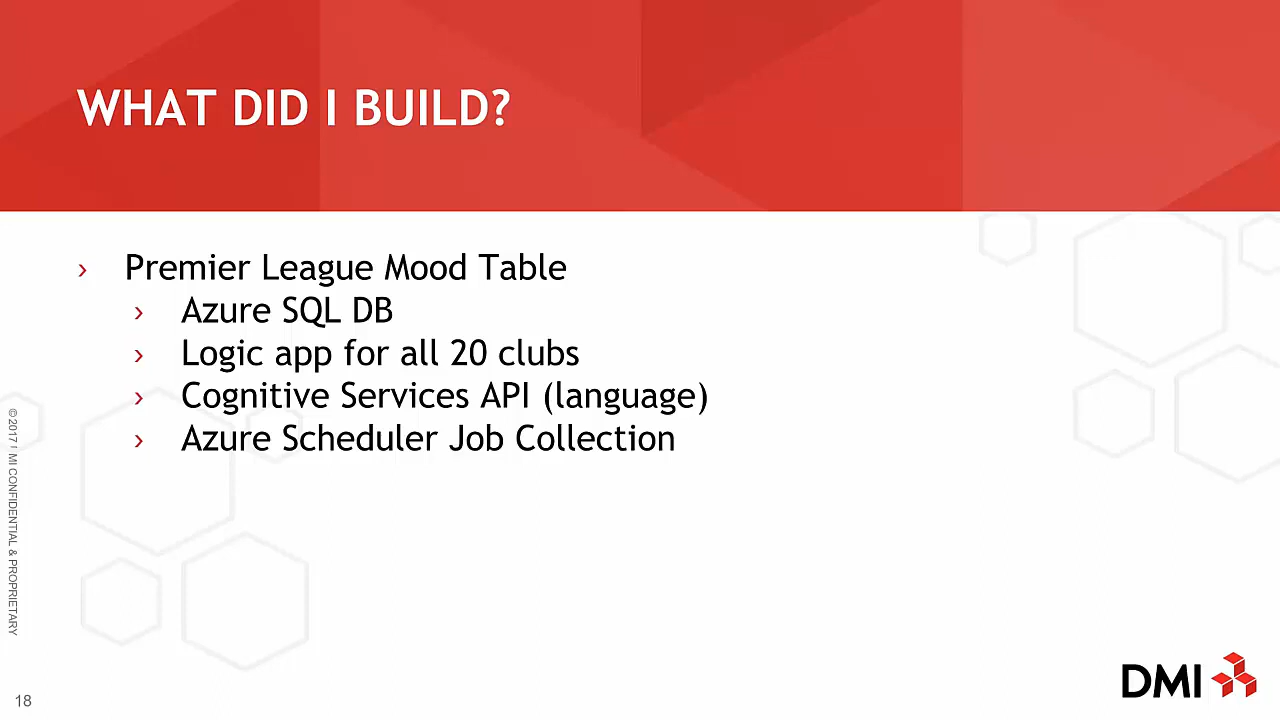 WHAT DID I BUILD?
› Premier League Mood Table
› Azure SQL DB
› Logic app for all 20 clubs
› Cognitive Services API (language)
› Azure Scheduler Job Collection
©2017 MI CONFIDENTIAL & PROPRIETARY
18
DMI